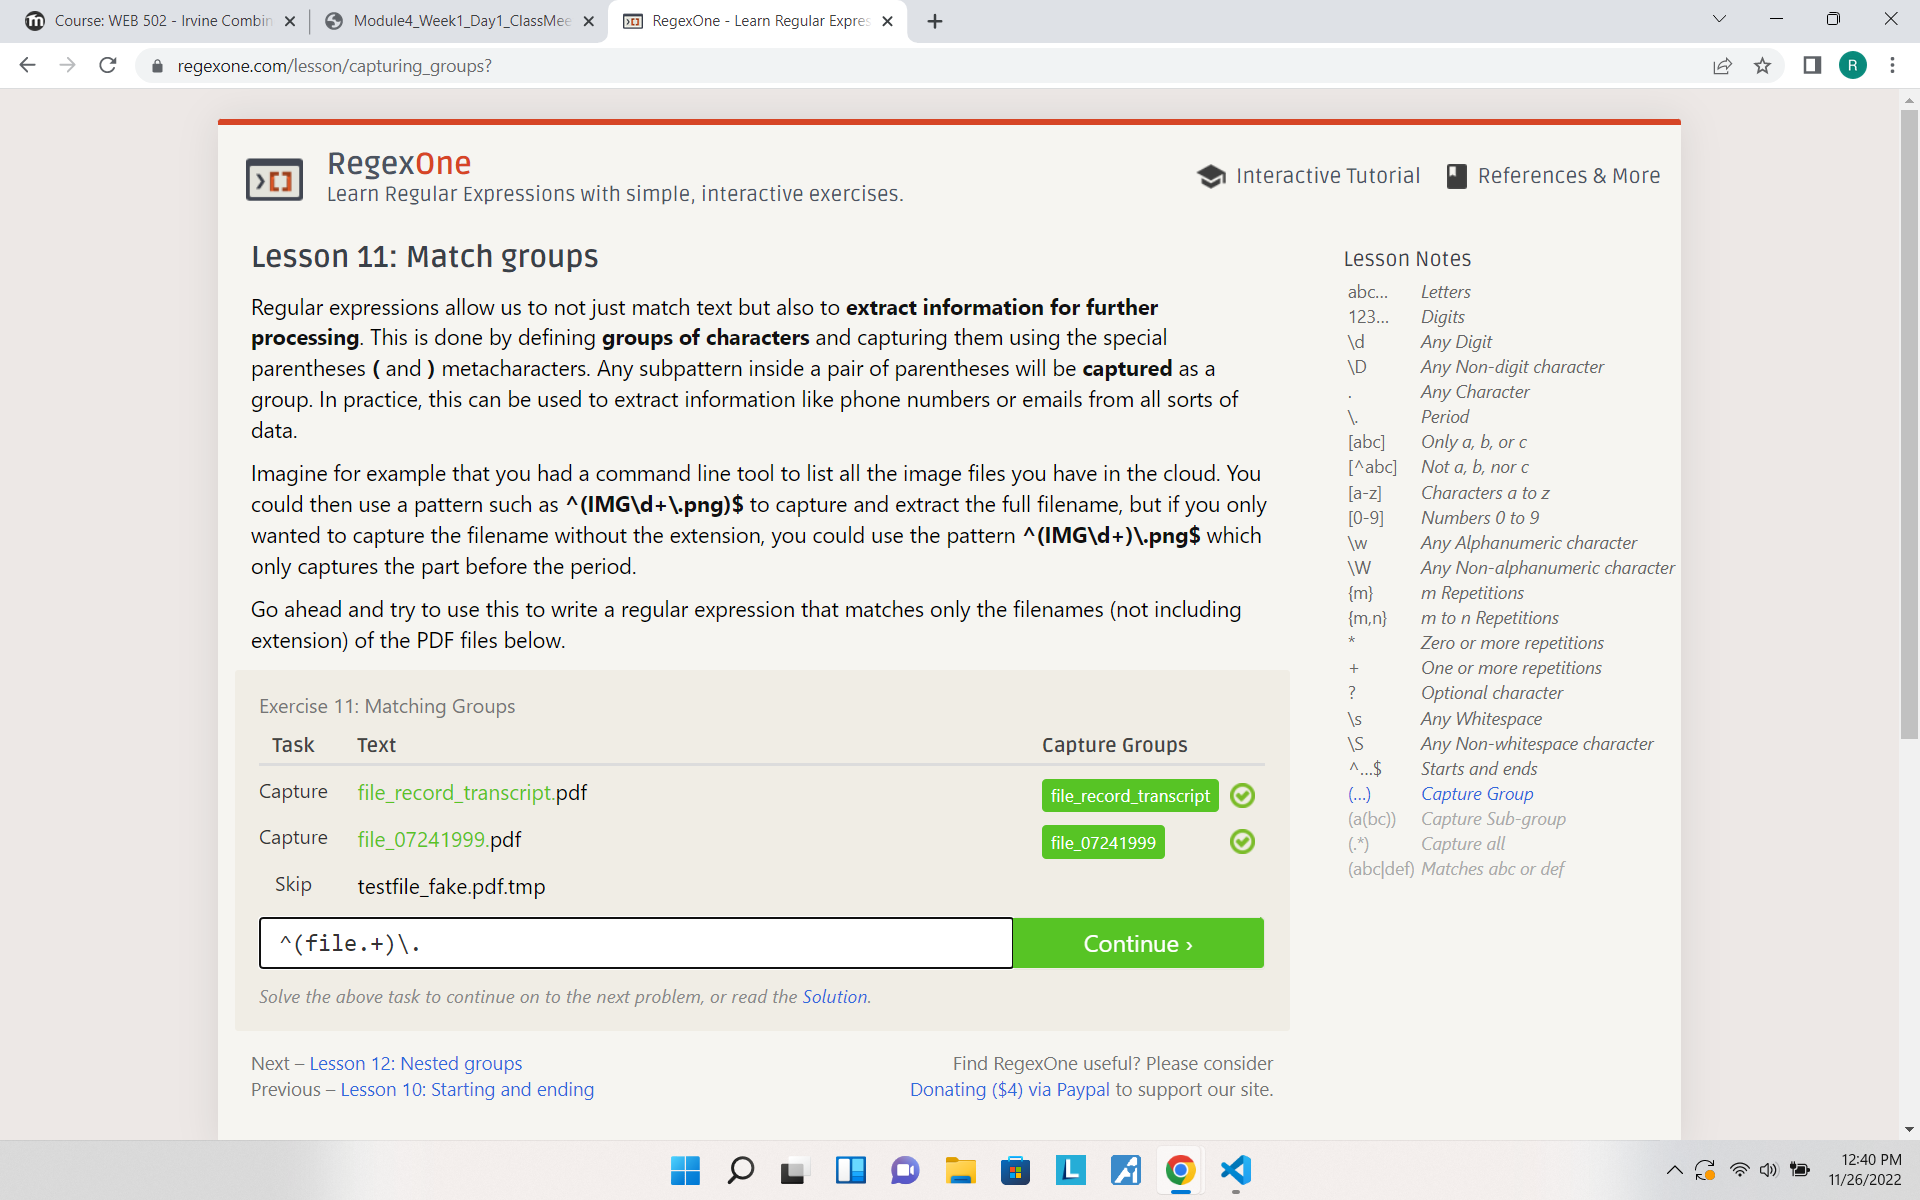 Course: WEB 502 - Irvine Combin
Module4_Week1_Day1_ClassMee
RegexOne - Learn Regular Expres
regexone.com/lesson/capturing_groups?
R
RegexOne
Learn Regular Expressions with simple, interactive exercises.
Interactive Tutorial
References & More
Lesson 11: Match groups
Regular expressions allow us to not just match text but also to extract information for further
processing. This is done by defining groups of characters and capturing them using the special
parentheses ( and ) metacharacters. Any subpattern inside a pair of parentheses will be captured as a
group. In practice, this can be used to extract information like phone numbers or emails from all sorts of
data.
Imagine for example that you had a command line tool to list all the image files you have in the cloud. You
could then use a pattern such as ^(IMG\d+\.png)$ to capture and extract the full filename, but if you only
wanted to capture the filename without the extension, you could use the pattern ^(IMG\d+)\.png$ which
only captures the part before the period.
Go ahead and try to use this to write a regular expression that matches only the filenames (not including
extension) of the PDF files below.
Exercise 11: Matching Groups
Task Text Capture Groups
Capture file_record_transcript.pdf file_record_transcript
Capture file_07241999.pdf file_07241999
Skip testfile_fake.pdf.tmp
^(file.+)\.
Continue ›
Solve the above task to continue on to the next problem, or read the Solution.
Next – Lesson 12: Nested groups
Previous – Lesson 10: Starting and ending
Find RegexOne useful? Please consider
Donating ($4) via Paypal to support our site.
Lesson Notes
abc... Letters
123... Digits
\d Any Digit
\D Any Non-digit character
. Any Character
\. Period
[abc] Only a, b, or c
[^abc] Not a, b, nor c
[a-z] Characters a to z
[0-9] Numbers 0 to 9
\w Any Alphanumeric character
\W Any Non-alphanumeric character
{m} m Repetitions
{m,n} m to n Repetitions
* Zero or more repetitions
+ One or more repetitions
? Optional character
\s Any Whitespace
\S Any Non-whitespace character
^...$ Starts and ends
(...) Capture Group
(a(bc)) Capture Sub-group
(.*) Capture all
(abc|def) Matches abc or def
12:40 PM
11/26/2022